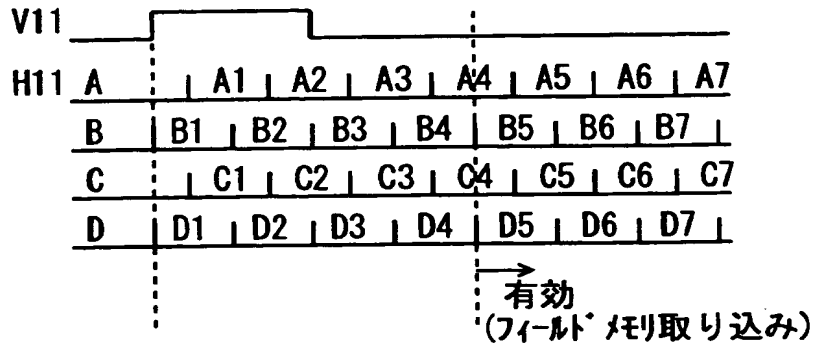 V11
H11 A A1 A2 A3 A4 A5 A6 A7
B B1 B2 B3 B4 B5 B6 B7
C C1 C2 C3 C4 C5 C6 C7
D D1 D2 D3 D4 D5 D6 D7
有効
(フィールド メモリ取り込み)